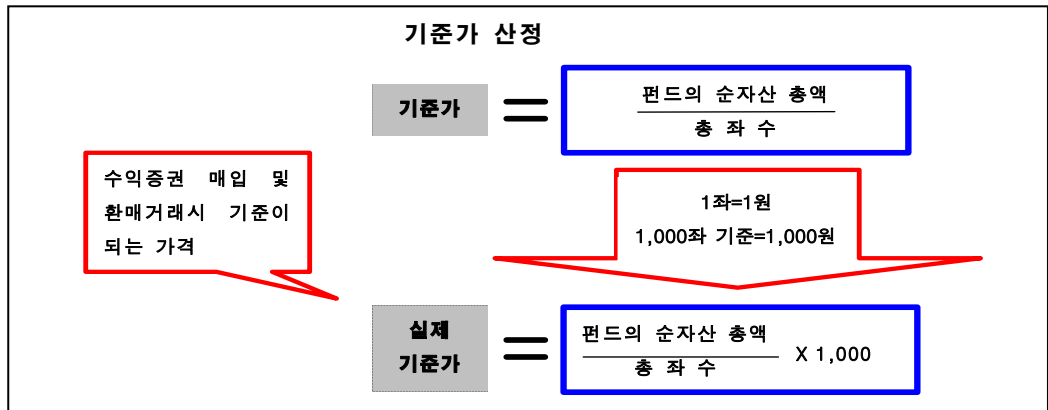 기준가 산정
기준가 = 펀드의 순자산 총액
총 좌 수
수익증권 매입 및
환매거래시 기준이
되는 가격
1좌=1원
1,000좌 기준=1,000원
실제
기준가 = 펀드의 순자산 총액
총 좌 수 X 1,000